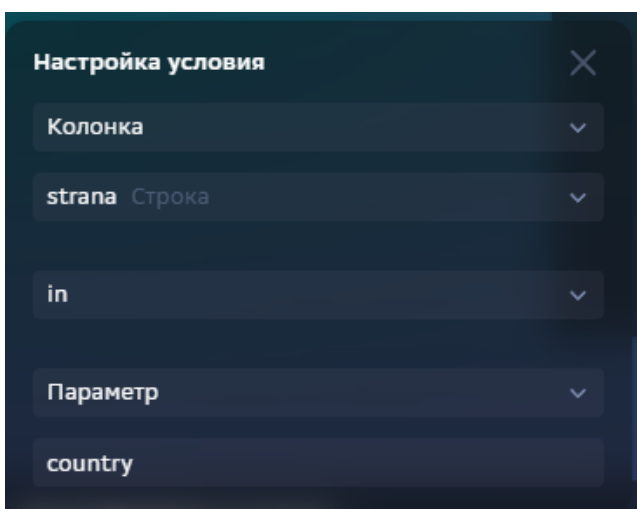 Настройка условия
Колонка
strana Строка
in
Параметр
country